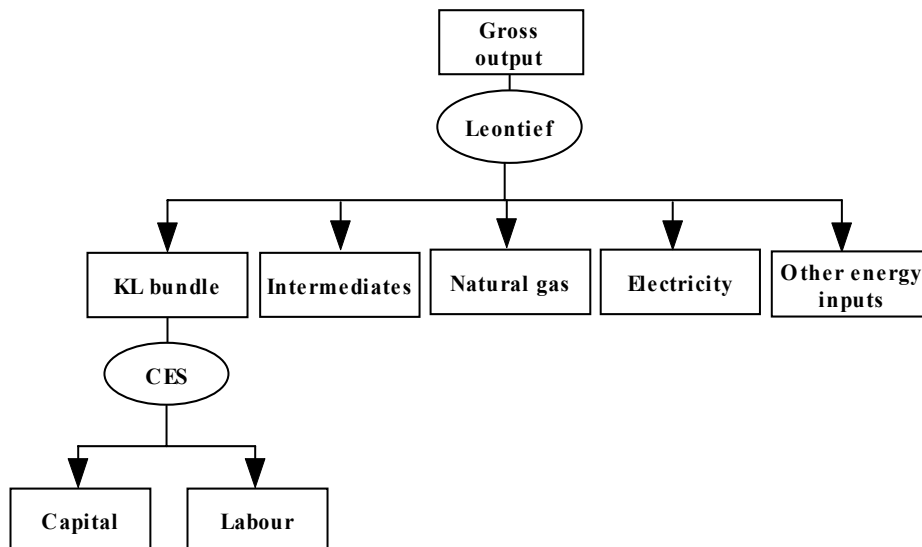 Gross
output
Leontief
KL bundle
Intermediates
Natural gas
Electricity
Other energy
inputs
CES
Capital
Labour